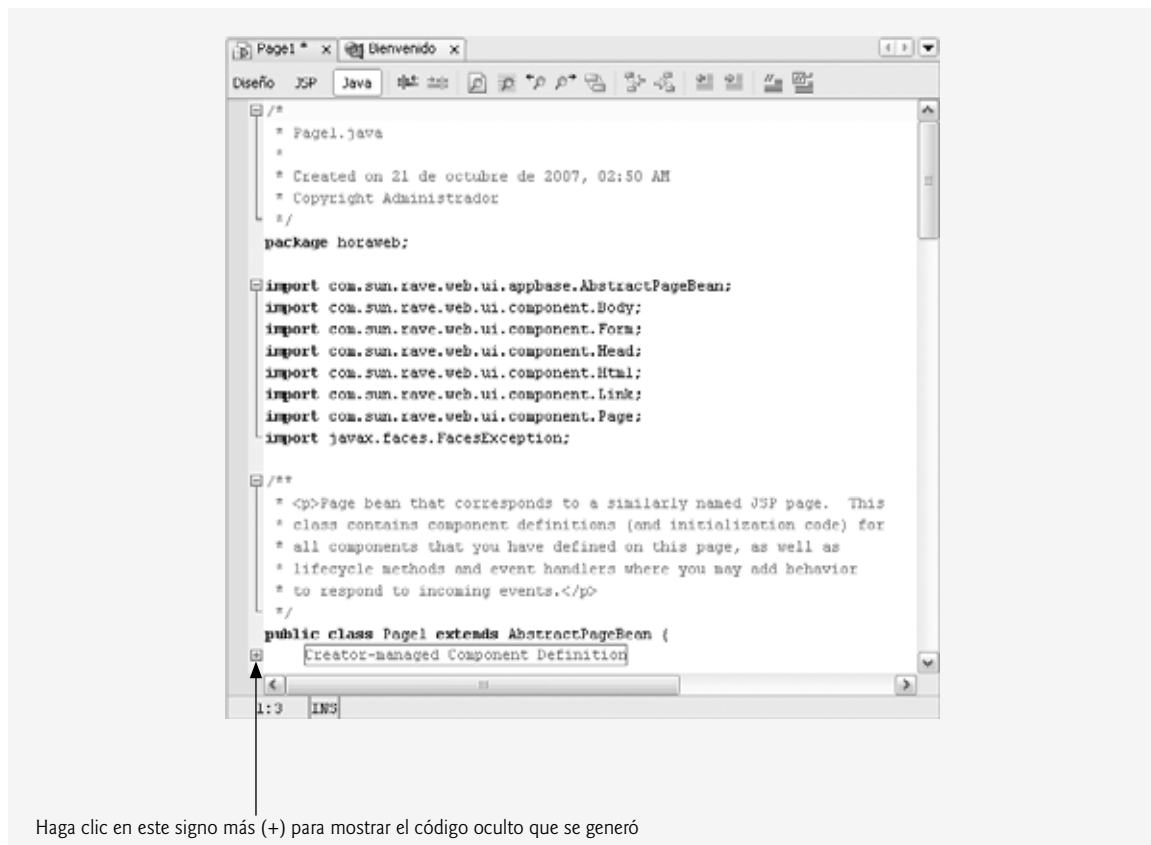 Page1 * x Bienvenido x
Diseño JSP Java
/*
* Page1.java
*
* Created on 21 de octubre de 2007, 02:50 AM
* Copyright Administrador
*/
package horaweb;
import com.sun.rave.web.ui.appbase.AbstractPageBean;
import com.sun.rave.web.ui.component.Body;
import com.sun.rave.web.ui.component.Form;
import com.sun.rave.web.ui.component.Head;
import com.sun.rave.web.ui.component.Html;
import com.sun.rave.web.ui.component.Link;
import com.sun.rave.web.ui.component.Page;
import javax.faces.FacesException;
/**
* <p>Page bean that corresponds to a similarly named JSP page. This
* class contains component definitions (and initialization code) for
* all components that you have defined on this page, as well as
* lifecycle methods and event handlers where you may add behavior
* to respond to incoming events.</p>
*/
public class Page1 extends AbstractPageBean {
Creator-managed Component Definition
1:3 INS
Haga clic en este signo más (+) para mostrar el código oculto que se generó